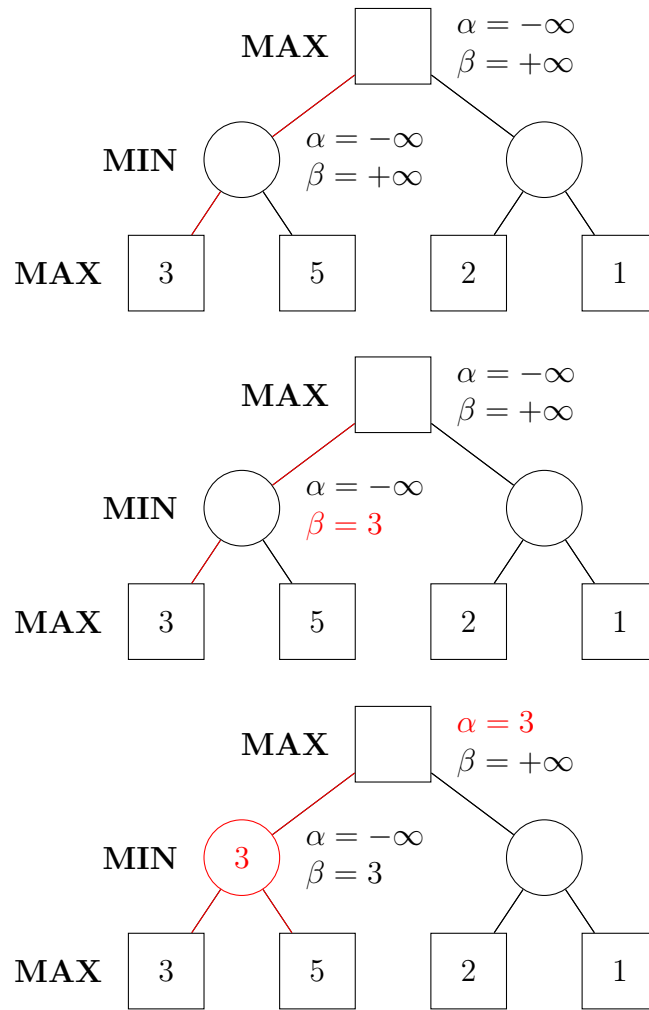 α = −∞
MAX
β = +∞
MIN
α = −∞
β = +∞
MAX 3 5 2 1
α = −∞
MAX
β = +∞
α = −∞
MIN
β = 3
MAX 3 5 2 1
α = 3
MAX
β = +∞
α = −∞
MIN 3
β = 3
MAX 3 5 2 1